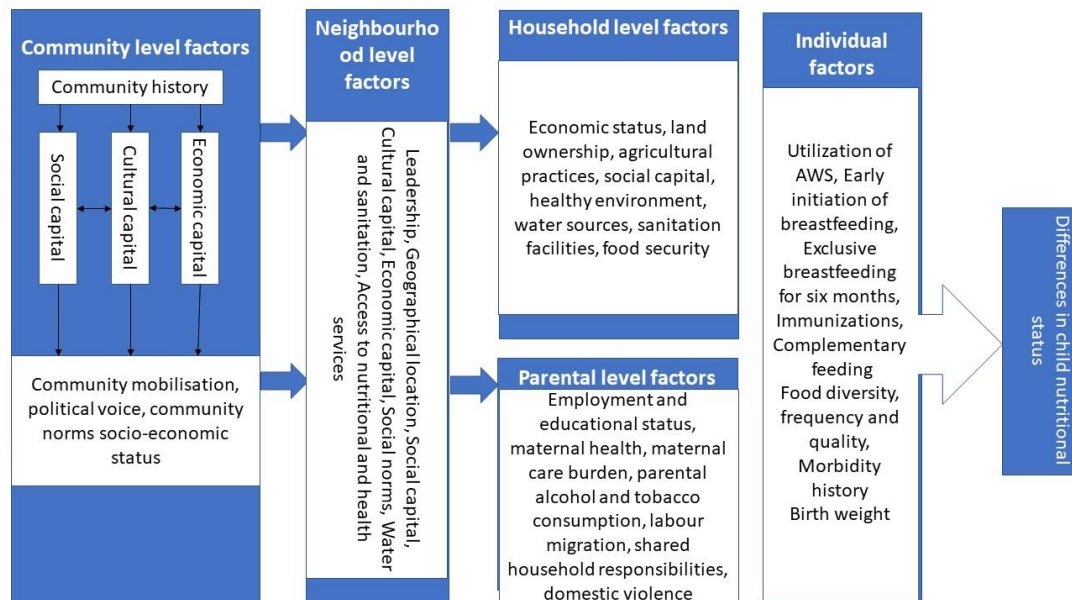 Community level factors
Community history
Social capital
Cultural capital
Economic capital
Community mobilisation,
political voice, community
norms socio-economic
status
Neighbourho
od level
factors
Leadership, Geographical location, Social capital,
Cultural capital, Economic capital, Social norms, Water
and sanitation, Access to nutritional and health
services
Household level factors
Economic status, land
ownership, agricultural
practices, social capital,
healthy environment,
water sources, sanitation
facilities, food security
Parental level factors
Employment and
educational status,
maternal health, maternal
care burden, parental
alcohol and tobacco
consumption, labour
migration, shared
household responsibilities,
domestic violence
Individual
factors
Utilization of
AWS, Early
initiation of
breastfeeding,
Exclusive
breastfeeding
for six months,
Immunizations,
Complementary
feeding
Food diversity,
frequency and
quality,
Morbidity
history
Birth weight
Differences in child nutritional
status